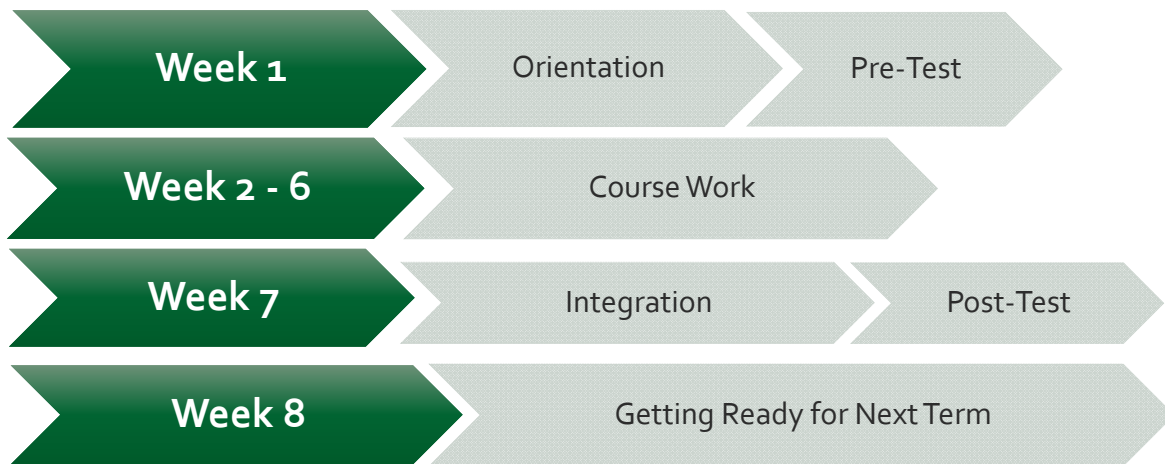 Week 1
Orientation
Pre-Test
Week 2 - 6
Course Work
Week 7
Integration
Post-Test
Week 8
Getting Ready for Next Term